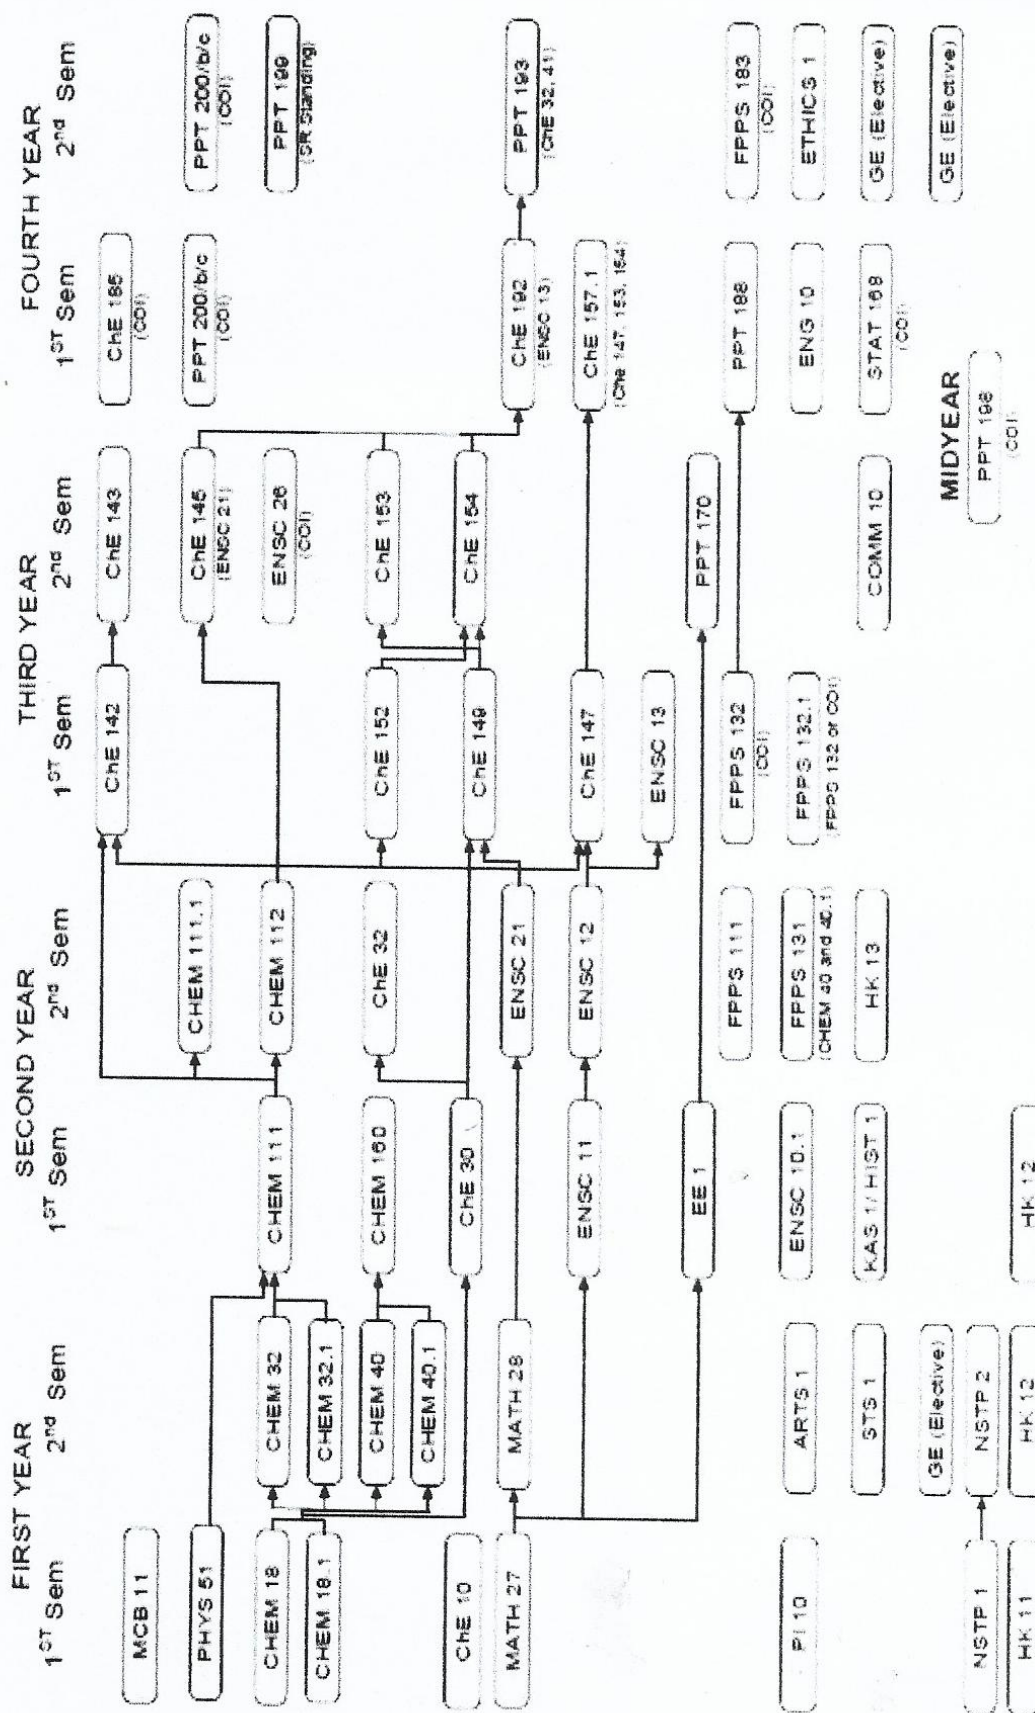 FIRST YEAR
1ST Sem
2nd Sem
SECOND YEAR
1ST Sem
2nd Sem
THIRD YEAR
1ST Sem
2nd Sem
FOURTH YEAR
1ST Sem
2nd Sem
MCB 11
PHYS 51
CHEM 18
CHEM 18.1
ChE 10
MATH 27
PI 10
NSTP 1
HK 11
CHEM 32
CHEM 32.1
CHEM 40
CHEM 40.1
MATH 28
ARTS 1
STS 1
GE (Elective)
NSTP 2
HK 12
CHEM 111
CHEM 160
ChE 30
ENSC 11
EE 1
ENSC 10.1
KAS 1/ HIST 1
HK 12
CHEM 111.1
CHEM 112
ChE 32
ENSC 21
ENSC 12
FPPS 111
FPPS 131
(CHEM 40 and 40.1)
HK 13
ChE 142
ChE 152
ChE 149
ChE 147
ENSC 13
FPPS 132
(COI)
FPPS 132.1
(FPPS 132 or COI)
ChE 143
ChE 145
(ENSC 21)
ENSC 26
(COI)
ChE 153
ChE 154
PPT 170
COMM 10
MIDYEAR
PPT 198
(COI)
ChE 185
(COI)
PPT 200/b/c
(COI)
ChE 192
(ENSC 13)
ChE 157.1
(Che 147, 153, 154)
PPT 188
ENG 10
STAT 168
(COI)
PPT 200/b/c
(COI)
PPT 199
(SR Standing)
PPT 193
(ChE 32, 41)
FPPS 183
(COI)
ETHICS 1
GE (Elective)
GE (Elective)